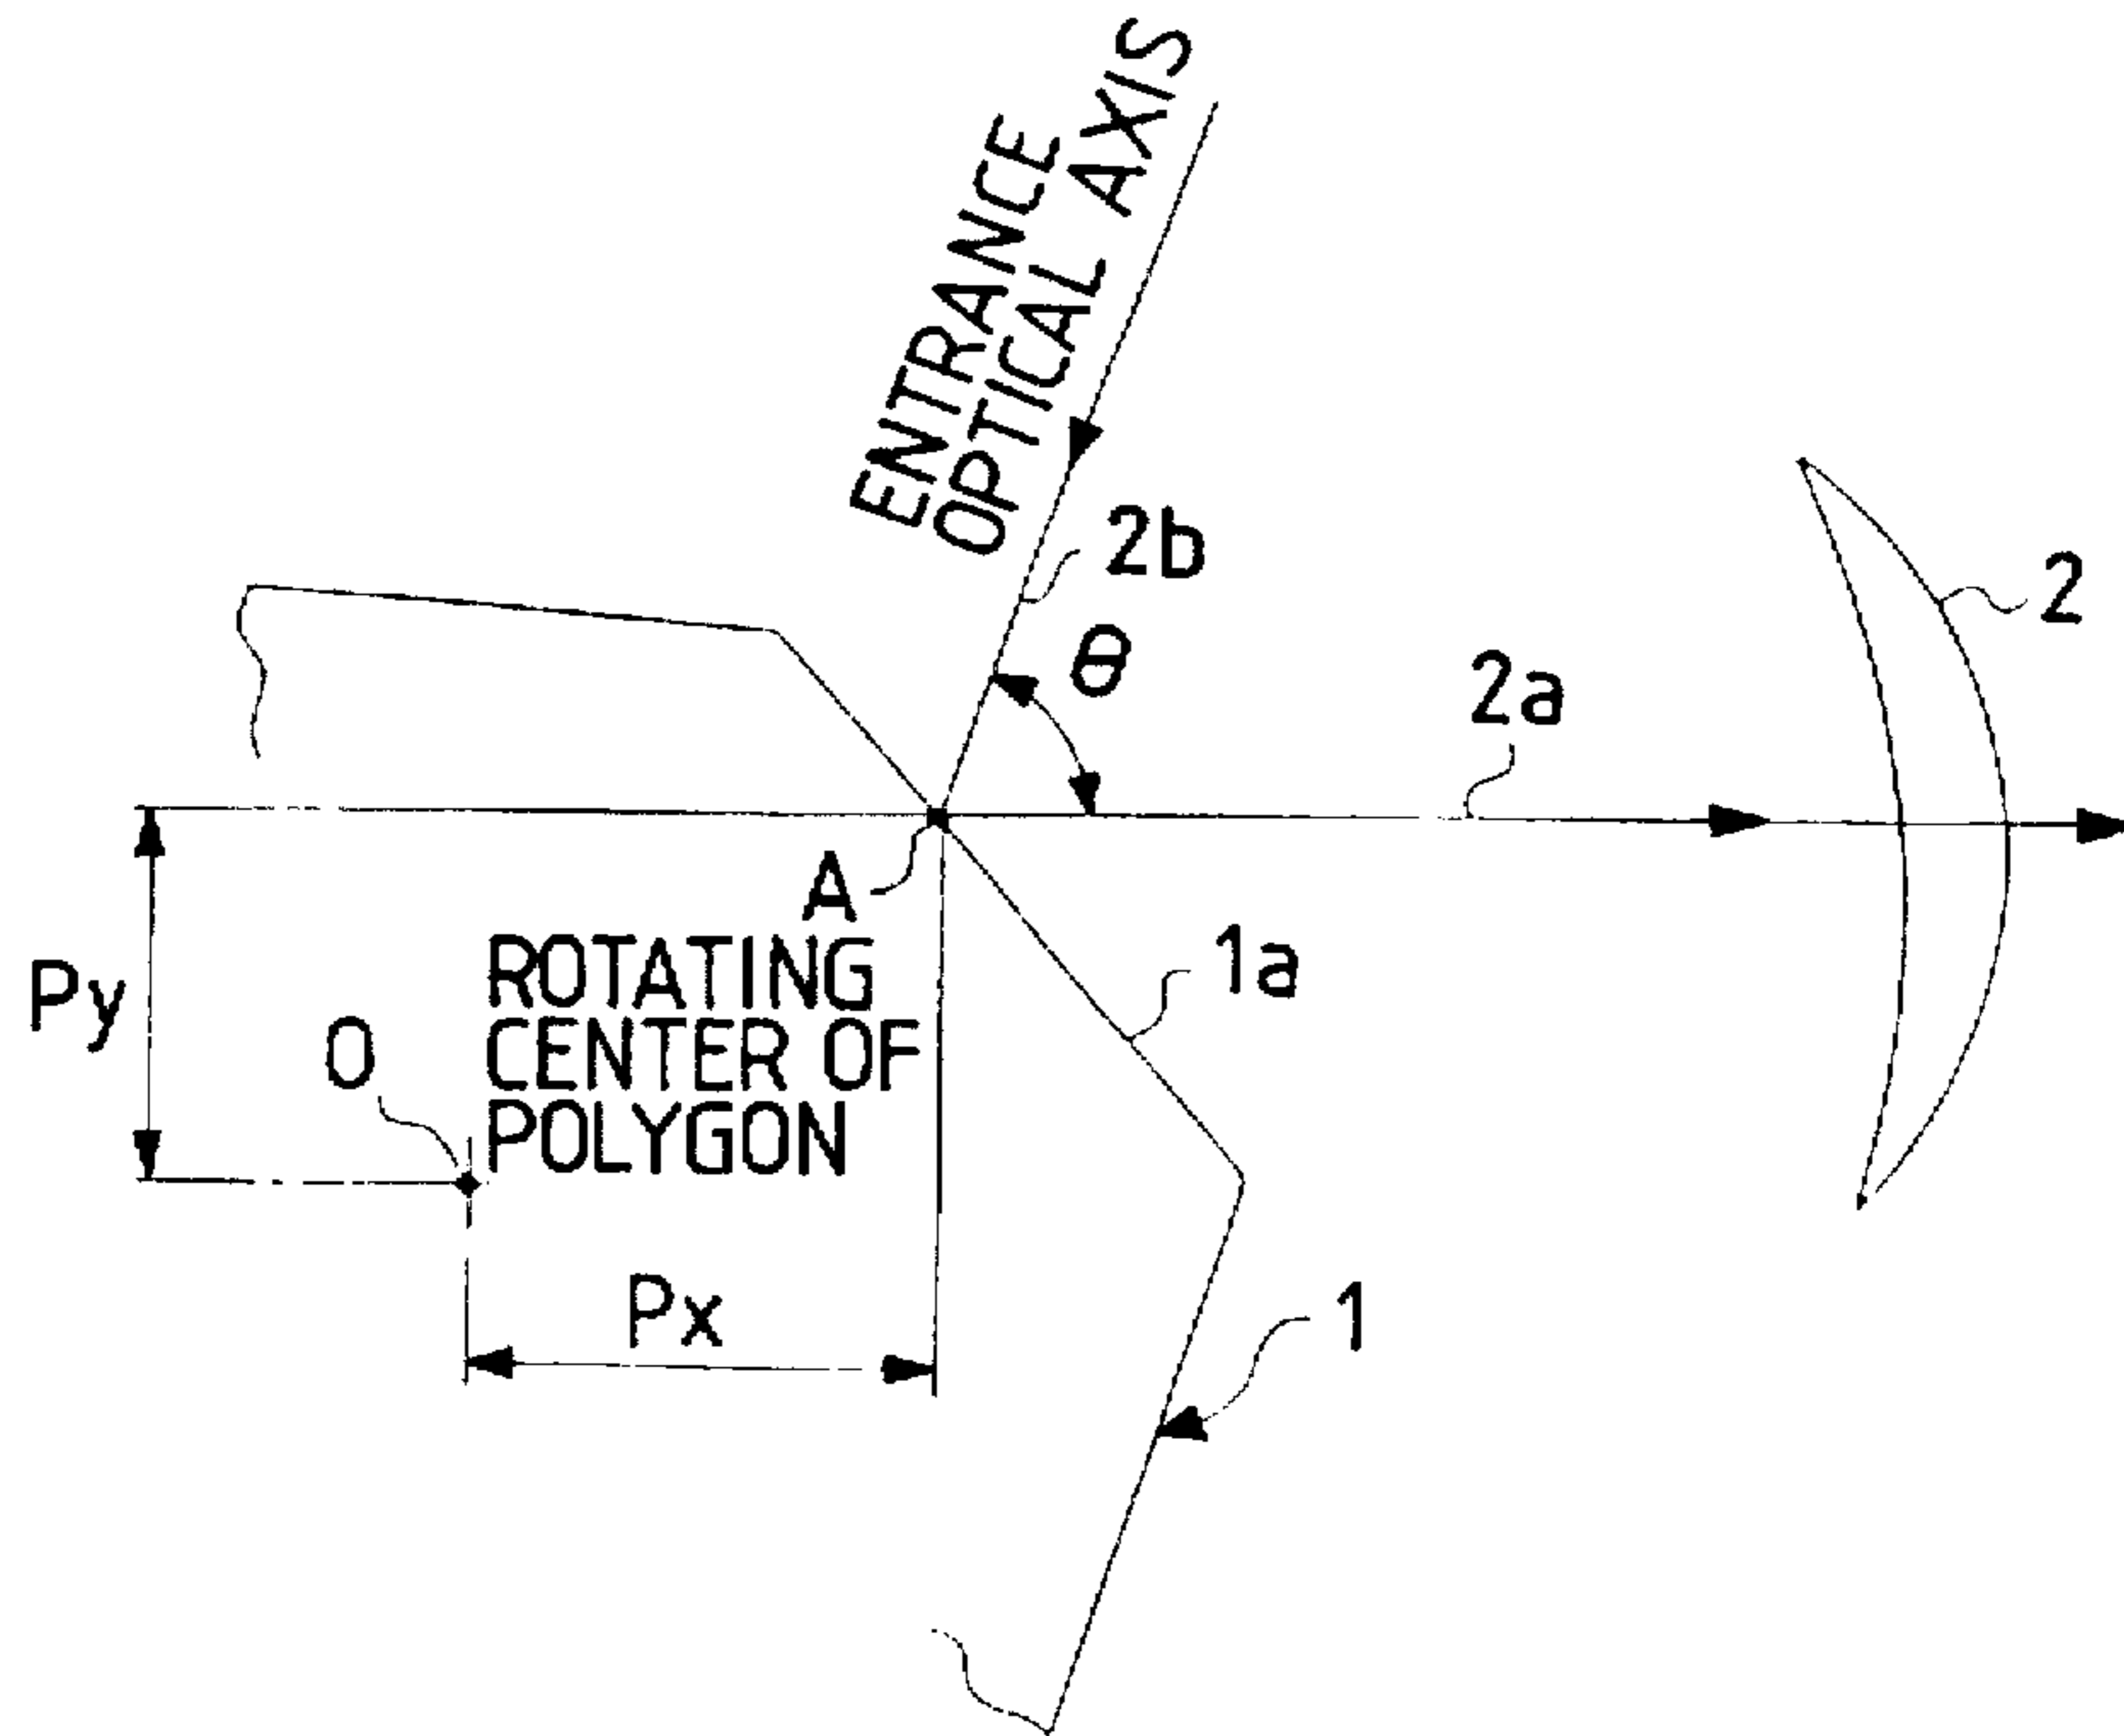 ENTRANCE
OPTICAL AXIS
2b
2
θ
2a
A
1a
ROTATING
CENTER OF
POLYGON
Py
O
Px
1